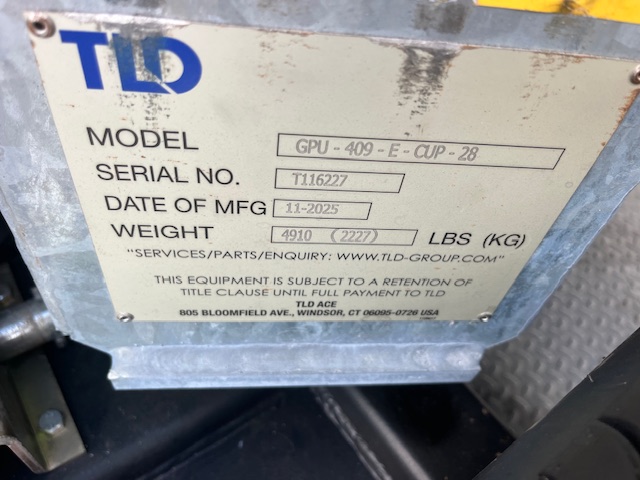 TLD
MODEL GPU - 409 - E - CUP - 28
SERIAL NO. T116227
DATE OF MFG 11-2025
WEIGHT 4910 (2227) LBS (KG)
"SERVICES/PARTS/ENQUIRY: WWW.TLD-GROUP.COM"
THIS EQUIPMENT IS SUBJECT TO A RETENTION OF
TITLE CLAUSE UNTIL FULL PAYMENT TO TLD
TLD ACE
805 BLOOMFIELD AVE., WINDSOR, CT 06095-0726 USA